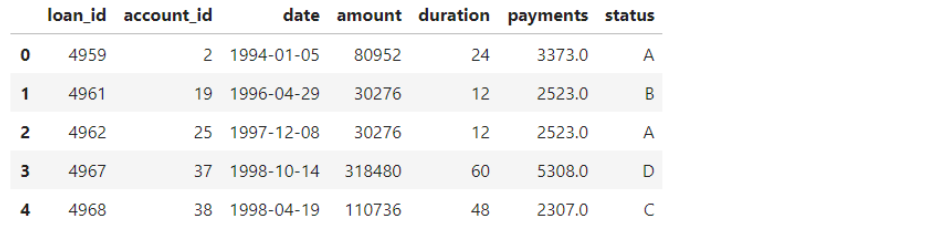 loan_id account_id date amount duration payments status
0 4959 2 1994-01-05 80952 24 3373.0 A
1 4961 19 1996-04-29 30276 12 2523.0 B
2 4962 25 1997-12-08 30276 12 2523.0 A
3 4967 37 1998-10-14 318480 60 5308.0 D
4 4968 38 1998-04-19 110736 48 2307.0 C